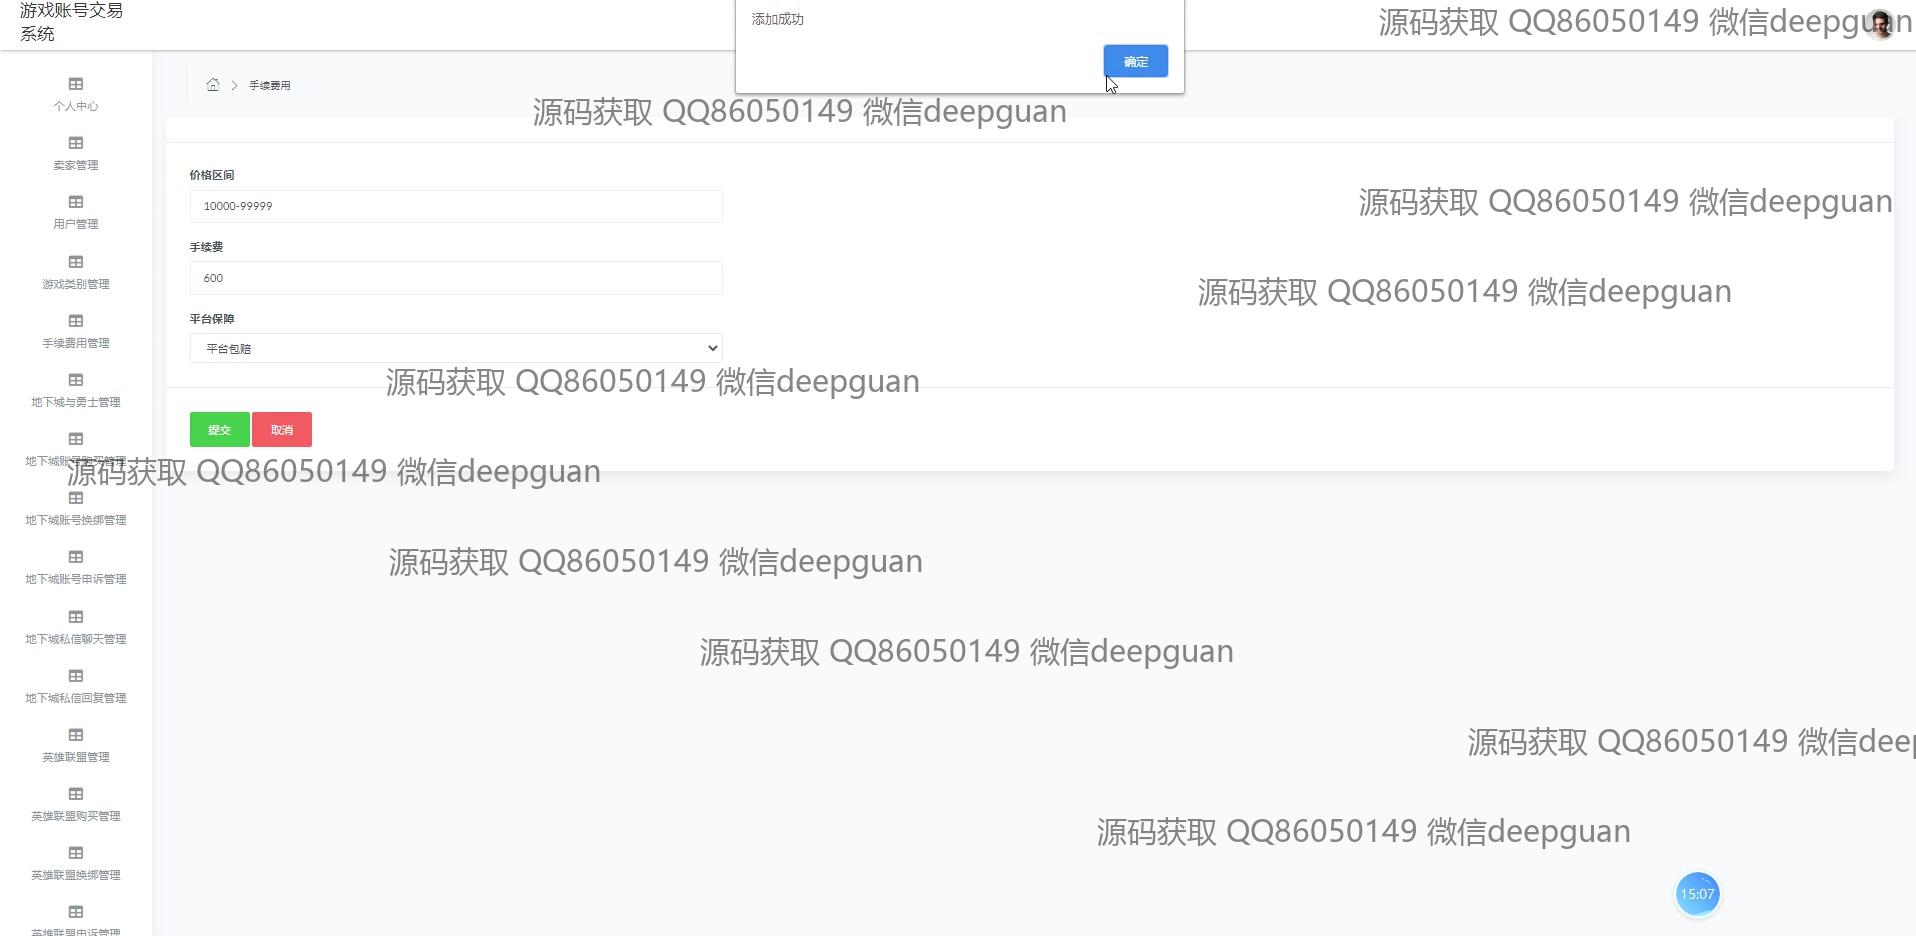 游戏账号交易
系统
添加成功
确定
源码获取 QQ86050149 微信deepguan
个人中心
卖家管理
用户管理
游戏类别管理
手续费用管理
地下城与勇士管理
地下城账号购买管理
地下城账号换绑管理
地下城账号申诉管理
地下城私信聊天管理
地下城私信回复管理
英雄联盟管理
英雄联盟购买管理
英雄联盟换绑管理
英雄联盟申诉管理
手续费用
源码获取 QQ86050149 微信deepguan
价格区间
10000-99999
源码获取 QQ86050149 微信deepguan
手续费
600
源码获取 QQ86050149 微信deepguan
平台保障
平台包赔
源码获取 QQ86050149 微信deepguan
提交
取消
源码获取 QQ86050149 微信deepguan
源码获取 QQ86050149 微信deepguan
源码获取 QQ86050149 微信deepguan
源码获取 QQ86050149 微信deep
源码获取 QQ86050149 微信deepguan
15:07